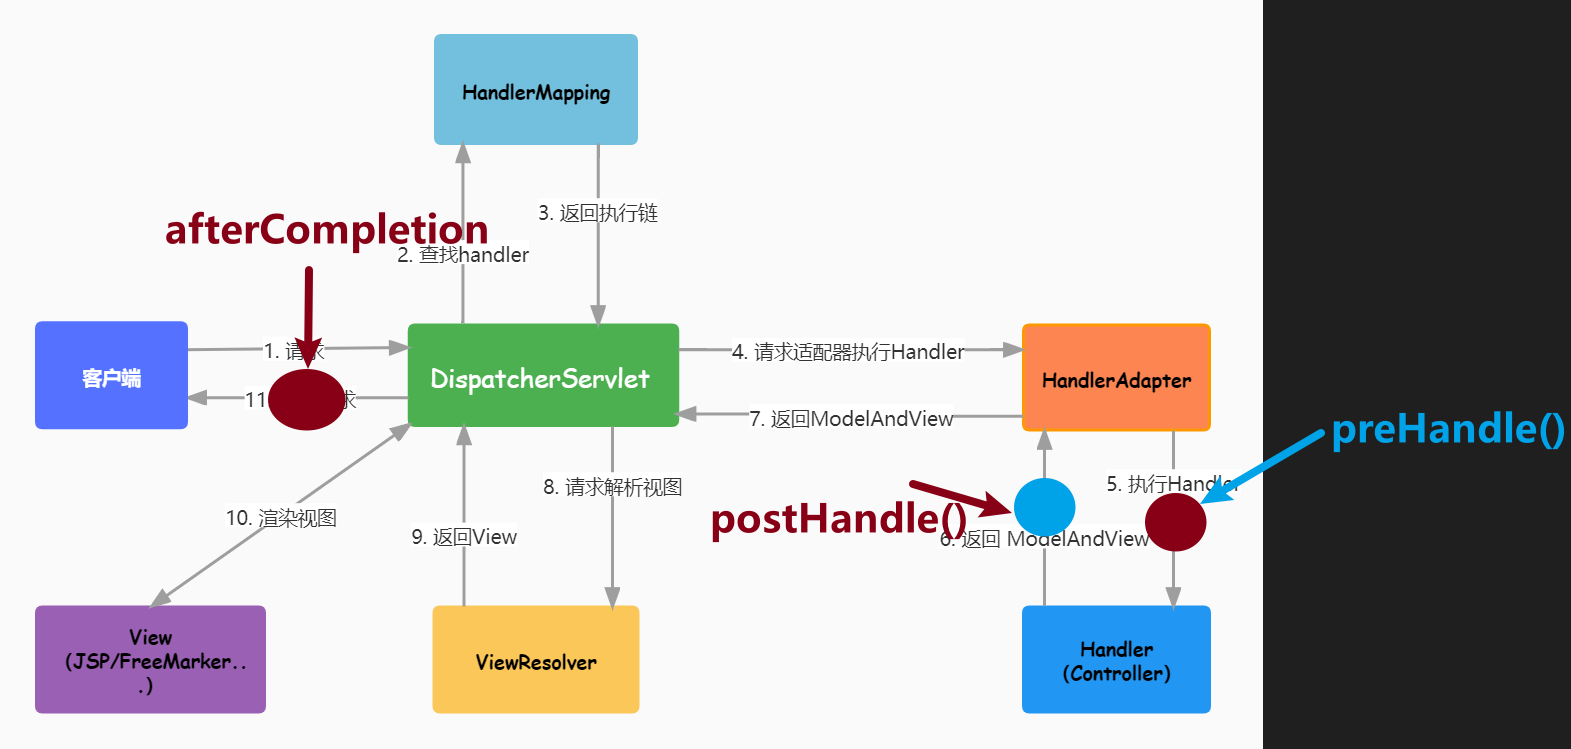 HandlerMapping
afterCompletion
3. 返回执行链
2. 查找handler
1. 请求
4. 请求适配器执行Handler
客户端
DispatcherServlet
HandlerAdapter
11
求
7. 返回ModelAndView
preHandle()
8. 请求解析视图
5. 执行Handler
10. 渲染视图
postHandle()
9. 返回View
6. 返回 ModelAndView
View
(JSP/FreeMarker..
.)
ViewResolver
Handler
(Controller)